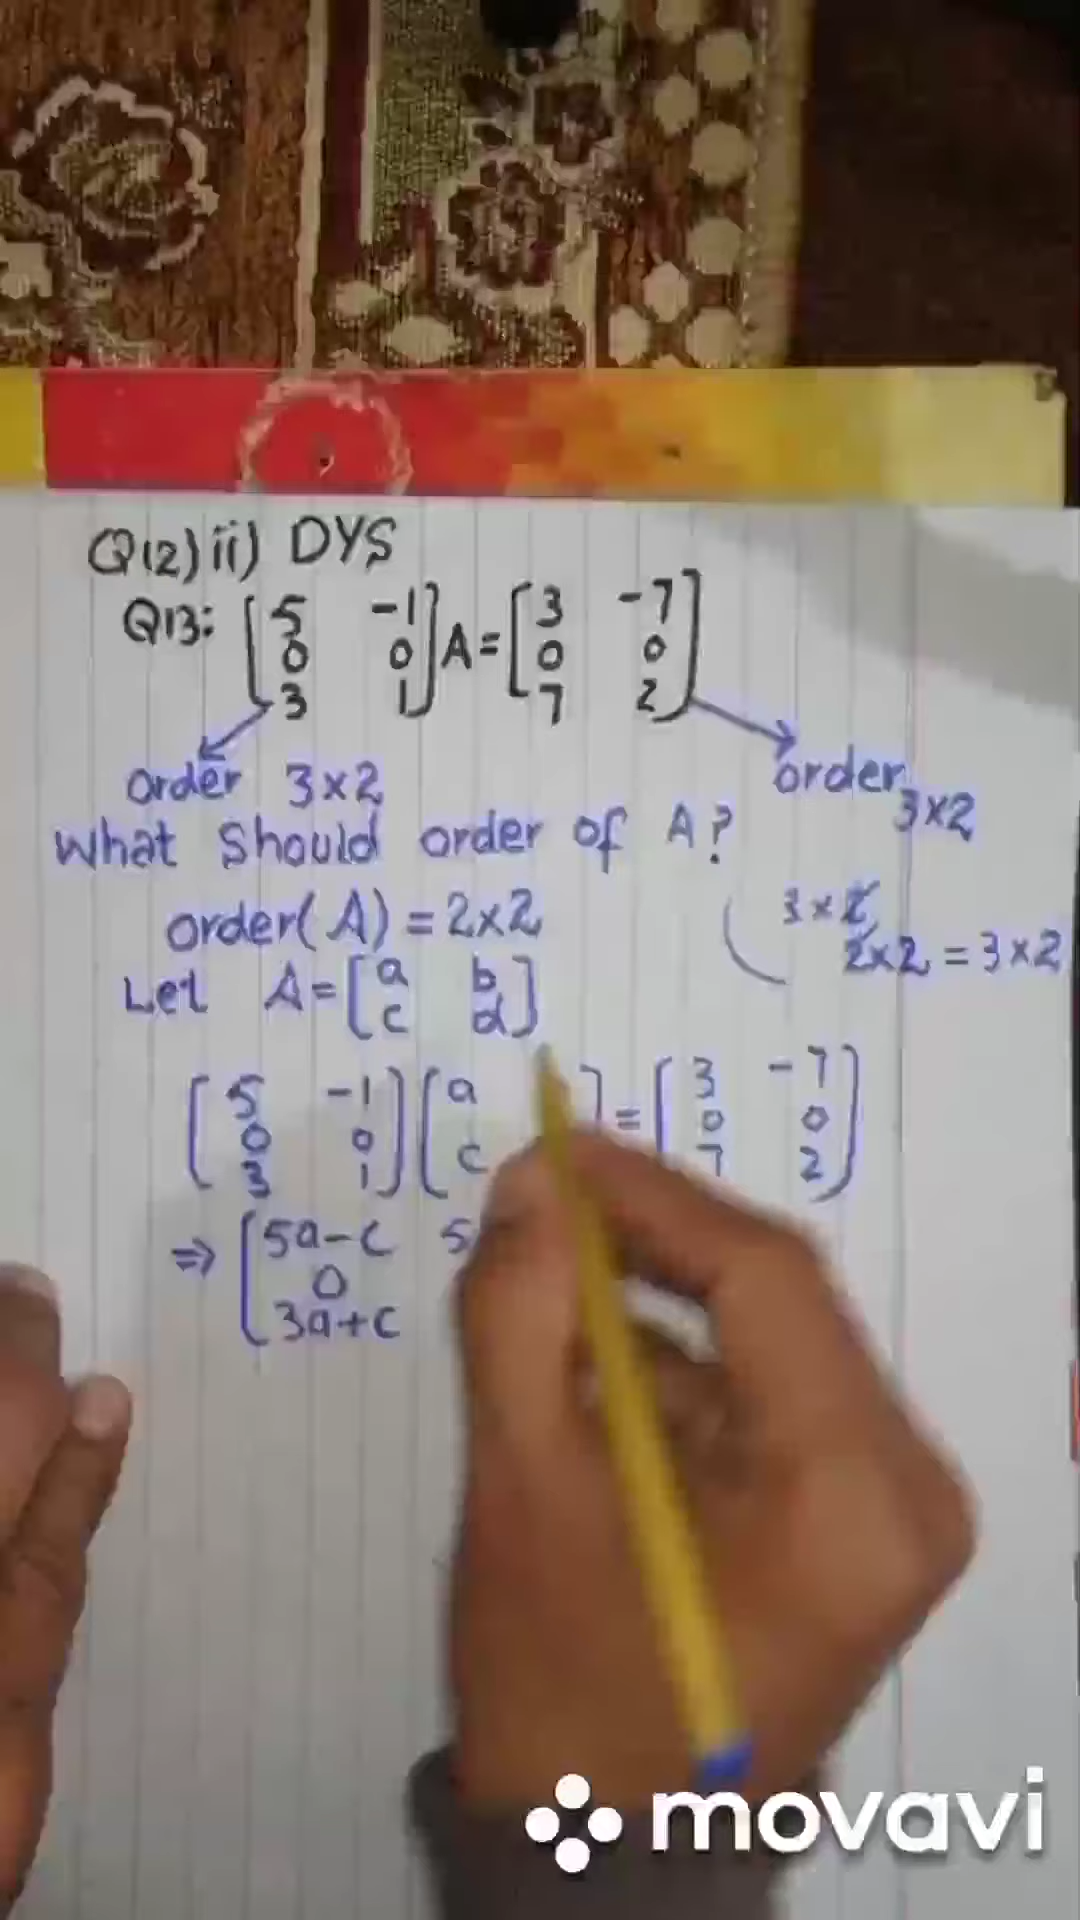 Q12) ii) DYS
Q13: [5 -1] A = [3 -7]
0 0 0 0
3 1 7 2
order 3×2 order 3×2
What Should order of A?
order(A) = 2×2 3×2
2×2 = 3×2
Let A = [a b]
c d
[5 -1] [a ] = [3 -7]
0 0 0 0
3 1 c 7 2
⇒ [5a-c 5
0
3a+c
movavi